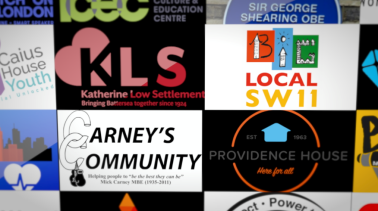 LONDON
CULTURE &
EDUCATION
CENTRE
SIR GEORGE
SHEARING OBE
Caius
House
Youth
KLS
Katherine Low Settlement
Bringing Battersea together since 1924
LOCAL
SW11
CARNEY'S
COMMUNITY
Helping people to "be the best they can be"
Mick Carney MBE (1935-2011)
EST 1963
PROVIDENCE HOUSE
Here for all
Power